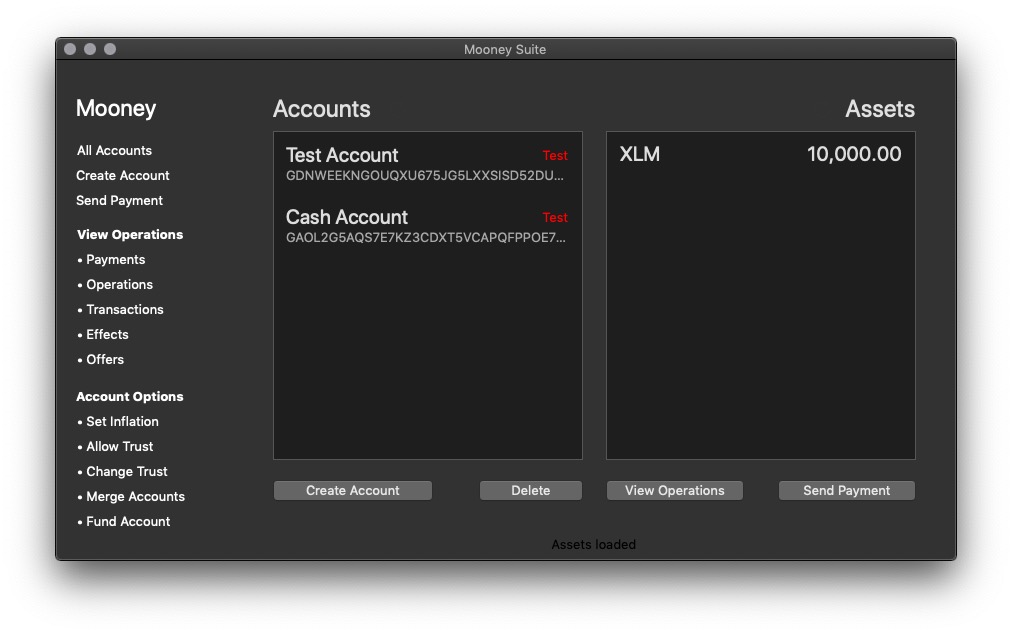 Mooney Suite
Mooney
All Accounts
Create Account
Send Payment
View Operations
• Payments
• Operations
• Transactions
• Effects
• Offers
Account Options
• Set Inflation
• Allow Trust
• Change Trust
• Merge Accounts
• Fund Account
Accounts
Test Account Test
GDNWEEKNGOUQXU675JG5LXXSISD52DU...
Cash Account Test
GAOL2G5AQS7E7KZ3CDXT5VCAPQFPPOE7...
Create Account Delete
Assets
XLM 10,000.00
View Operations Send Payment
Assets loaded